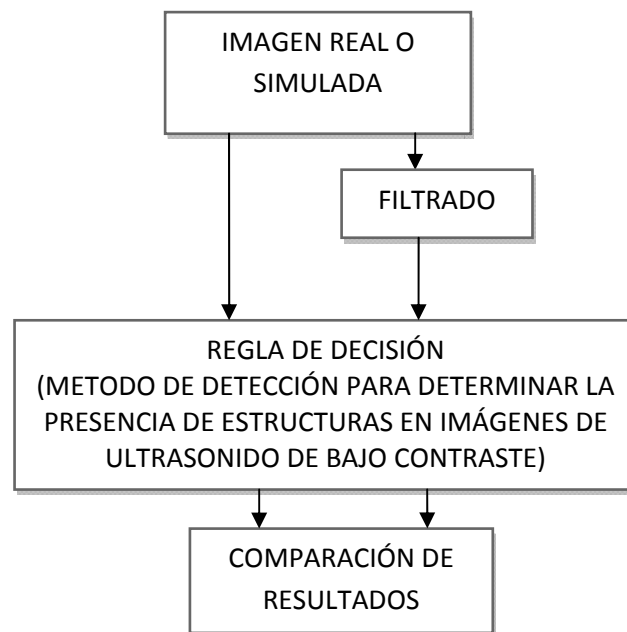 IMAGEN REAL O
SIMULADA
FILTRADO
REGLA DE DECISIÓN
(METODO DE DETECCIÓN PARA DETERMINAR LA
PRESENCIA DE ESTRUCTURAS EN IMÁGENES DE
ULTRASONIDO DE BAJO CONTRASTE)
COMPARACIÓN DE
RESULTADOS